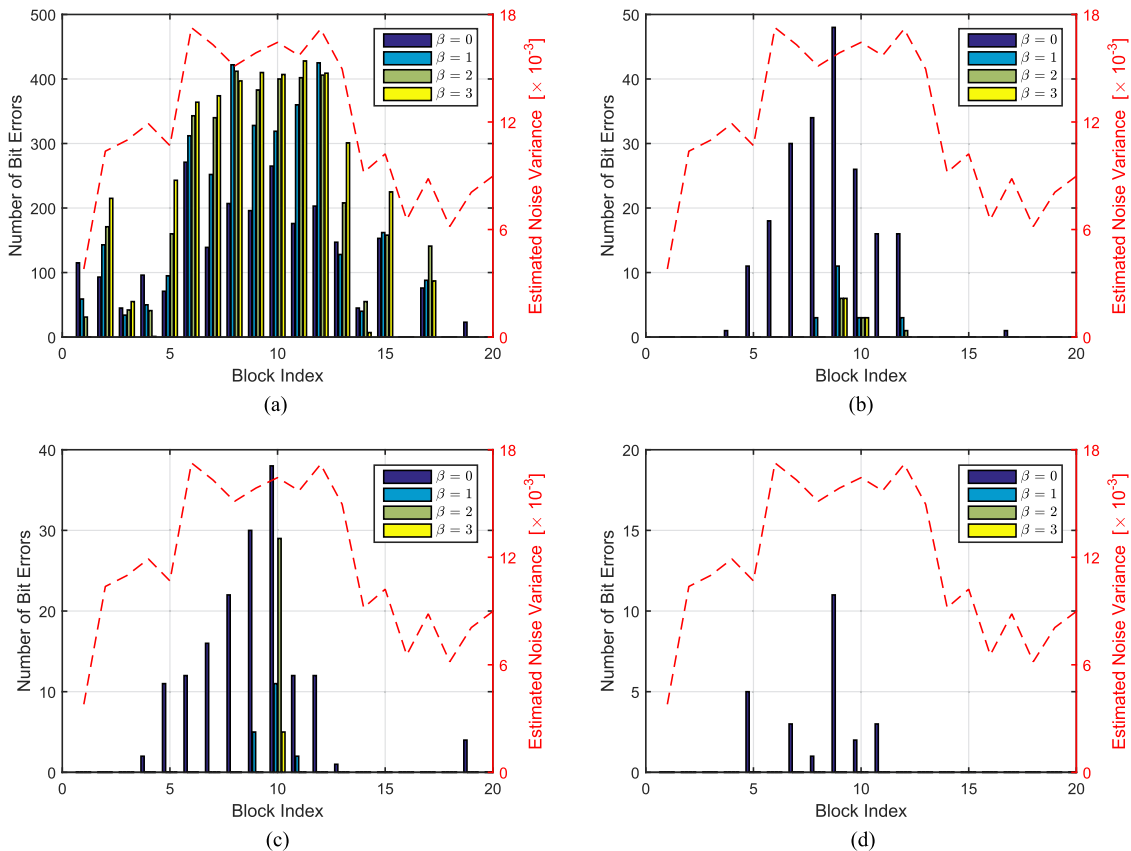 500
400
300
200
100
0
Number of Bit Errors
0 5 10 15 20
Block Index
18
12
6
0
Estimated Noise Variance [× 10-3]
β = 0
β = 1
β = 2
β = 3
(a)
50
40
30
20
10
0
Number of Bit Errors
0 5 10 15 20
Block Index
18
12
6
0
Estimated Noise Variance [× 10-3]
β = 0
β = 1
β = 2
β = 3
(b)
40
30
20
10
0
Number of Bit Errors
0 5 10 15 20
Block Index
18
12
6
0
Estimated Noise Variance [× 10-3]
β = 0
β = 1
β = 2
β = 3
(c)
20
15
10
5
0
Number of Bit Errors
0 5 10 15 20
Block Index
18
12
6
0
Estimated Noise Variance [× 10-3]
β = 0
β = 1
β = 2
β = 3
(d)